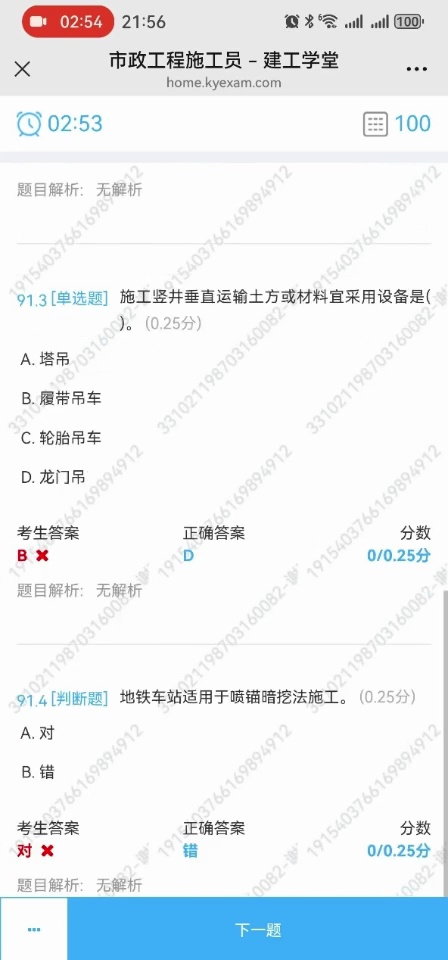 02:54 21:56 6 100
市政工程施工员 – 建工学堂
home.kyexam.com
02:53 100
题目解析: 无解析
91.3 [单选题] 施工竖井垂直运输土方或材料宜采用设备是(
)。 (0.25分)
A. 塔吊
B. 履带吊车
C. 轮胎吊车
D. 龙门吊
考生答案 正确答案 分数
B ✖ D 0/0.25分
题目解析: 无解析
91.4 [判断题] 地铁车站适用于喷锚暗挖法施工。 (0.25分)
A. 对
B. 错
考生答案 正确答案 分数
对 ✖ 错 0/0.25分
题目解析: 无解析
... 下一题